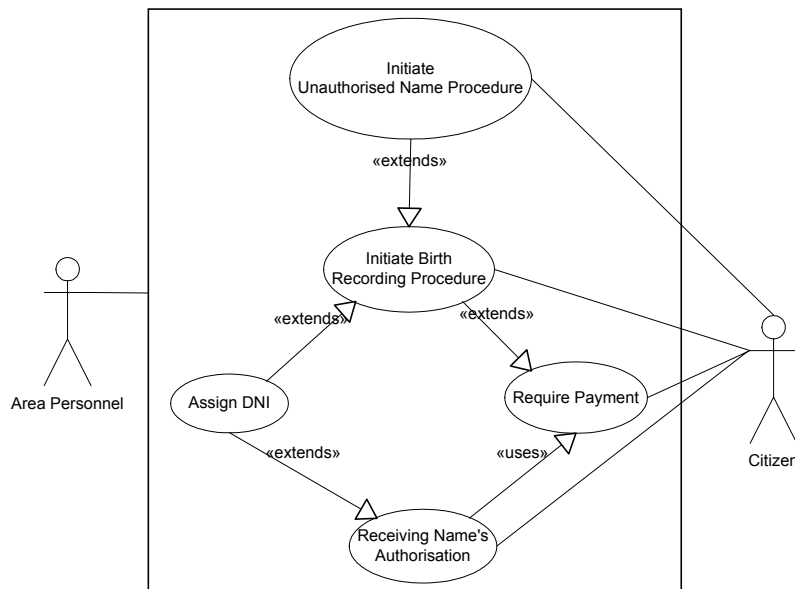 Initiate
Unauthorised Name Procedure
«extends»
Initiate Birth
Recording Procedure
«extends»
«extends»
Area Personnel
Assign DNI
Require Payment
«extends»
«uses»
Citizen
Receiving Name's
Authorisation